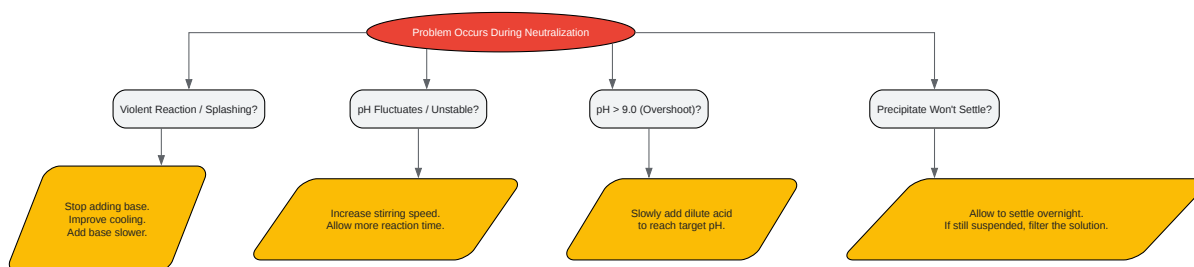 Problem Occurs During Neutralization
Violent Reaction / Splashing?
pH Fluctuates / Unstable?
pH > 9.0 (Overshoot)?
Precipitate Won't Settle?
Stop adding base.
Improve cooling.
Add base slower.
Increase stirring speed.
Allow more reaction time.
Slowly add dilute acid
to reach target pH.
Allow to settle overnight.
If still suspended, filter the solution.